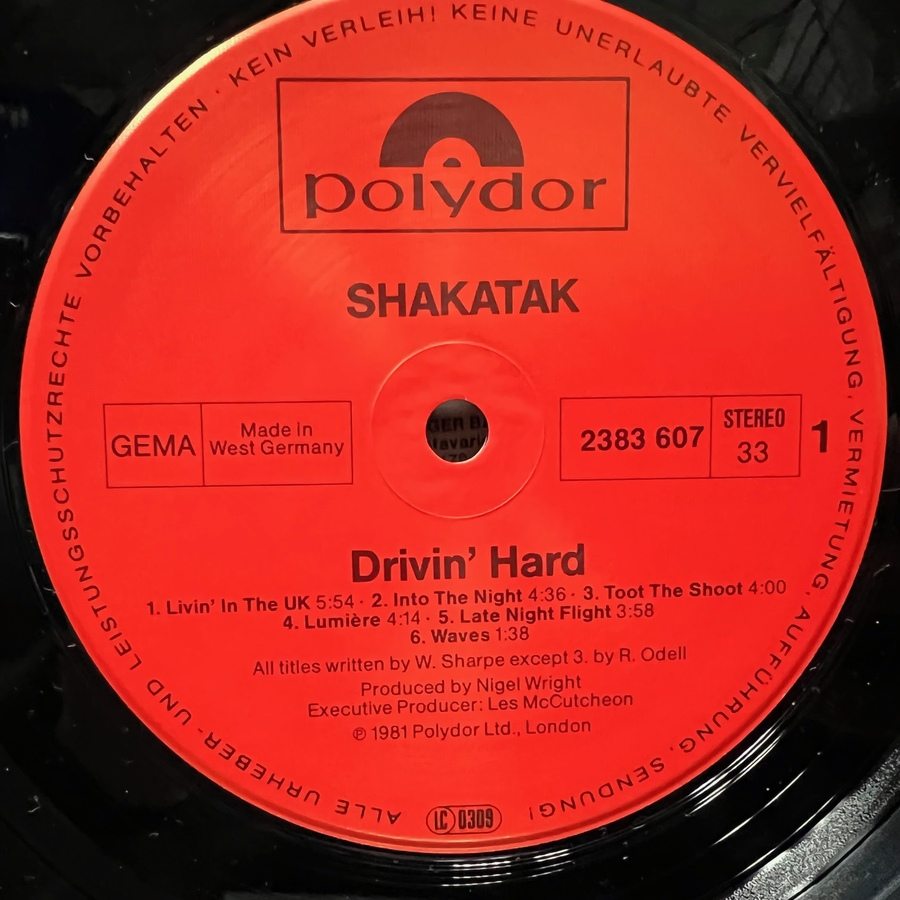 ALLE URHEBER- UND LEISTUNGSSCHUTZRECHTE VORBEHALTEN · KEIN VERLEIH! KEINE UNERLAUBTE VERVIELFÄLTIGUNG, VERMIETUNG, AUFFÜHRUNG, SENDUNG!
polydor
SHAKATAK
GEMA
Made in
West Germany
2383 607
STEREO
33
1
Drivin' Hard
1. Livin' In The UK 5:54 · 2. Into The Night 4:36 · 3. Toot The Shoot 4:00
4. Lumière 4:14 · 5. Late Night Flight 3:58
6. Waves 1:38
All titles written by W. Sharpe except 3. by R. Odell
Produced by Nigel Wright
Executive Producer: Les McCutcheon
℗ 1981 Polydor Ltd., London
LC 0309